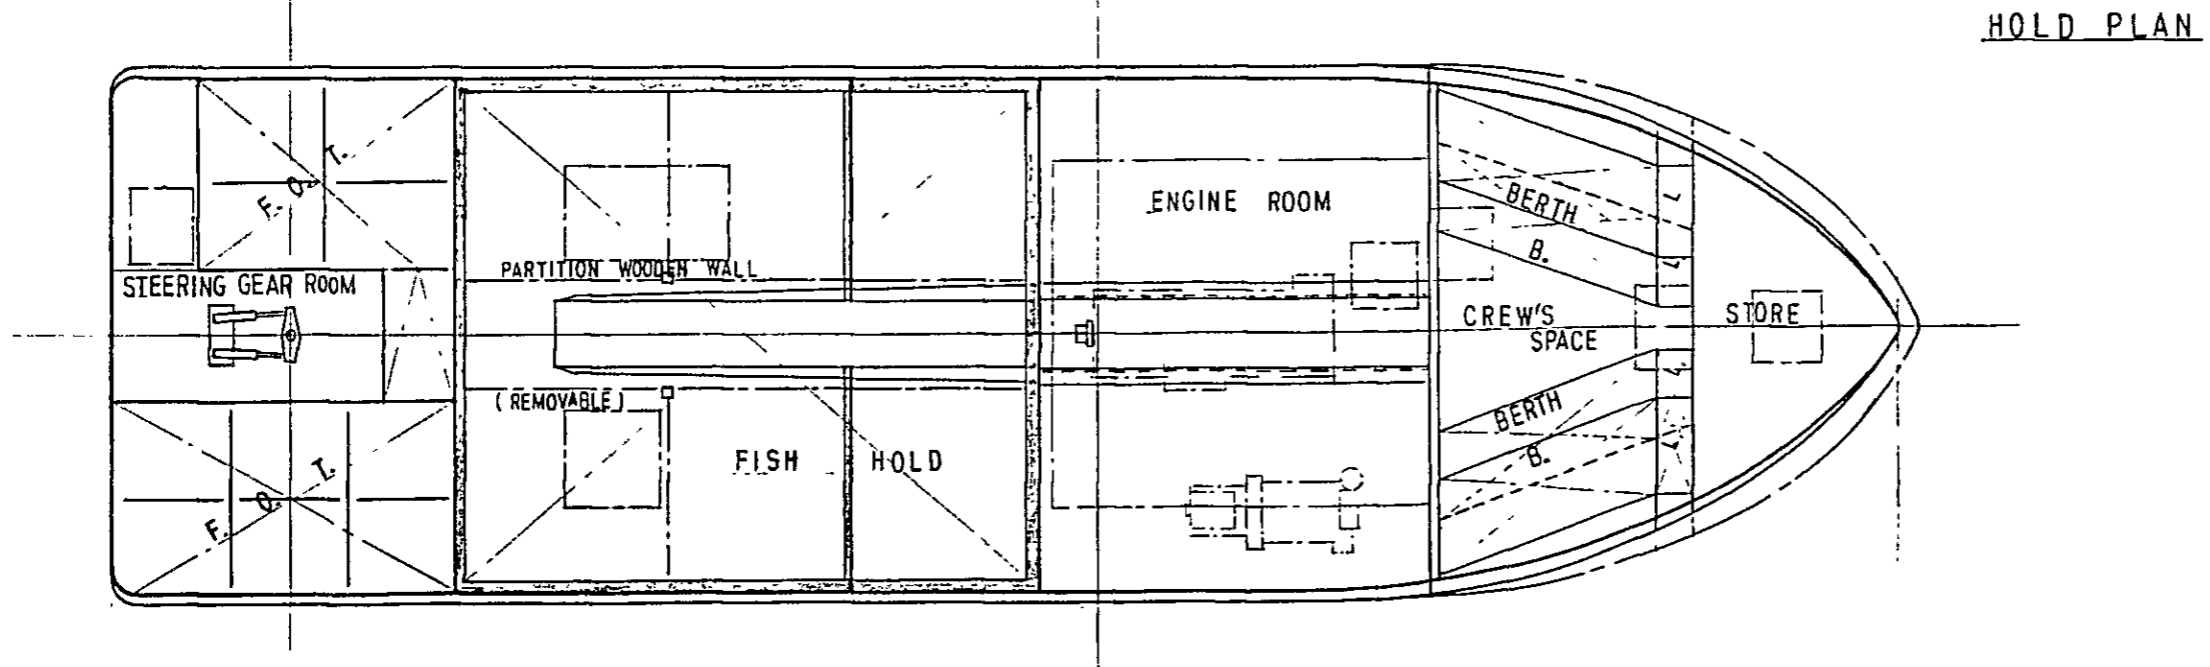 HOLD PLAN
F. O. T.
STEERING GEAR ROOM
PARTITION WOODEN WALL
(REMOVABLE)
FISH HOLD
F. O. T.
ENGINE ROOM
BERTH
B.
L
L
CREW'S
SPACE
STORE
BERTH
B.
L
L